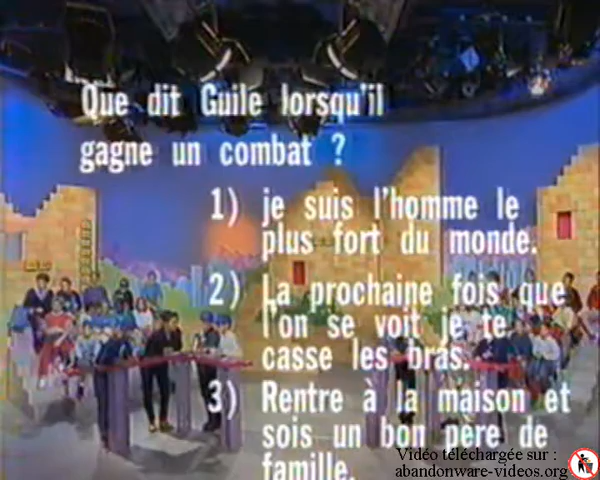 Que dit Guile lorsqu'il
gagne un combat ?
1) je suis l'homme le
plus fort du monde.
2) La prochaine fois que
l'on se voit je te
casse les bras.
3) Rentre à la maison et
sois un bon père de
famille.
Vidéo téléchargée sur :
abandonware-videos.org